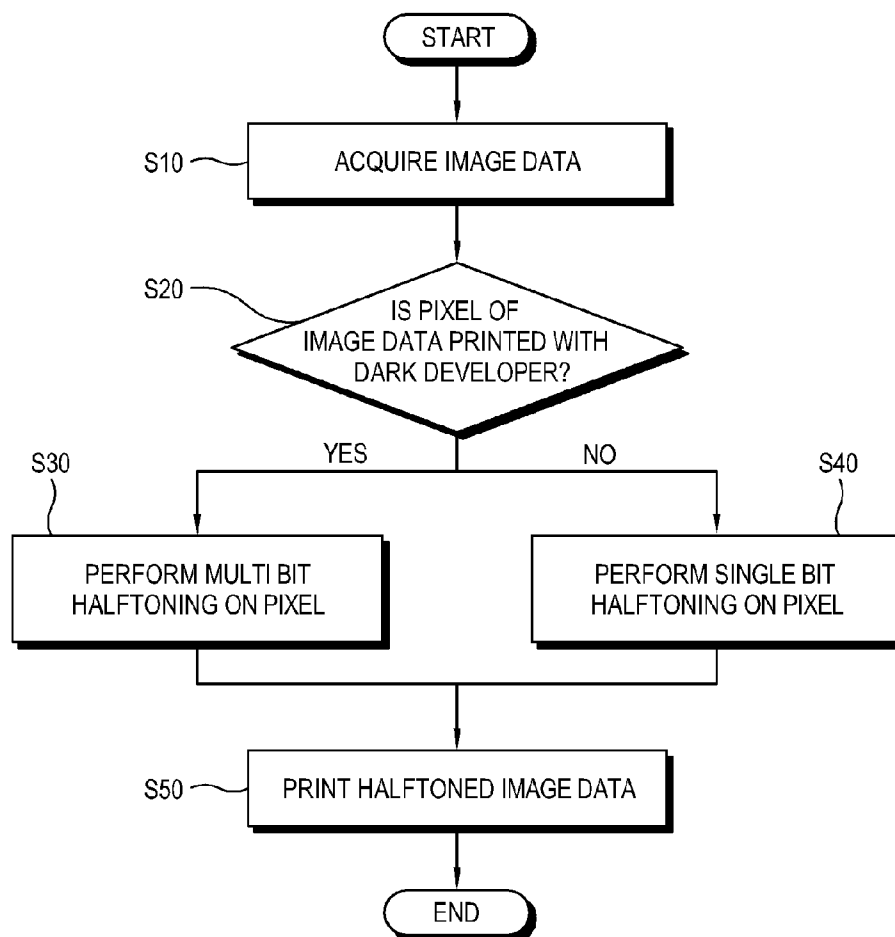 START
S10
ACQUIRE IMAGE DATA
S20
IS PIXEL OF
IMAGE DATA PRINTED WITH
DARK DEVELOPER?
YES
NO
S30
S40
PERFORM MULTI BIT
HALFTONING ON PIXEL
PERFORM SINGLE BIT
HALFTONING ON PIXEL
S50
PRINT HALFTONED IMAGE DATA
END